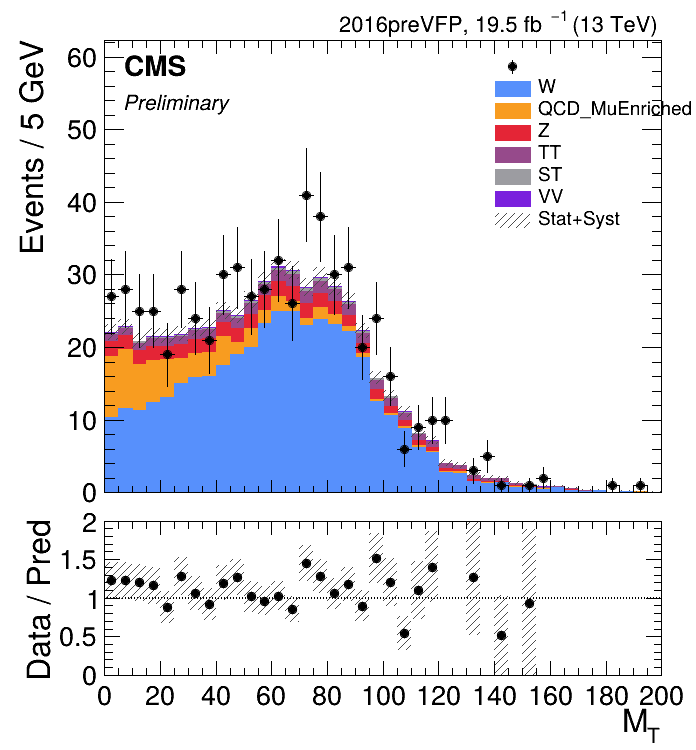 2016preVFP, 19.5 fb⁻¹ (13 TeV)
CMS
Preliminary
W
QCD_MuEnriched
Z
TT
ST
VV
Stat+Syst
Events / 5 GeV
60
50
40
30
20
10
0
Data / Pred
2
1.5
1
0.5
0
0 20 40 60 80 100 120 140 160 180 200
M_T